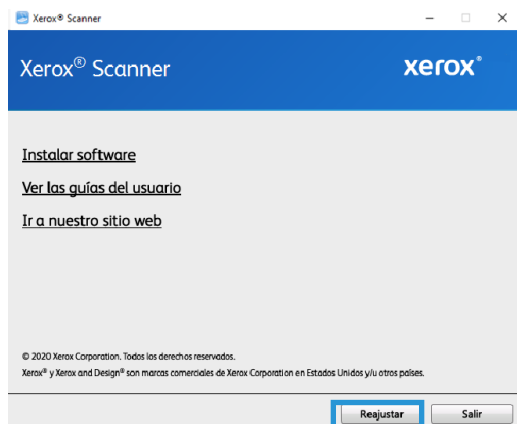 Xerox® Scanner
Xerox® Scanner
xerox®
Instalar software
Ver las guías del usuario
Ir a nuestro sitio web
© 2020 Xerox Corporation. Todos los derechos reservados.
Xerox® y Xerox and Design® son marcas comerciales de Xerox Corporation en Estados Unidos y/u otros países.
Reajustar
Salir